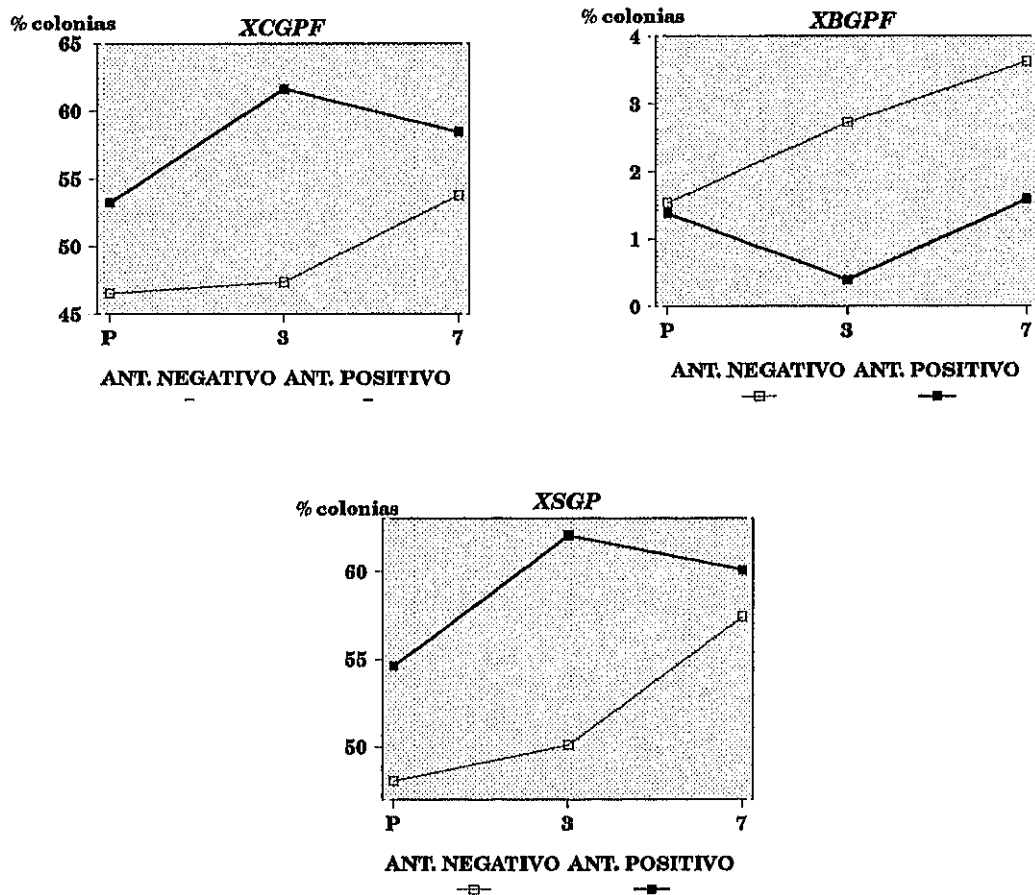 % colonias
XCGPF
65
60
55
50
45
P 3 7
ANT. NEGATIVO ANT. POSITIVO
XBGPF
4
3
2
1
0
P 3 7
ANT. NEGATIVO ANT. POSITIVO
% colonias
XSGP
60
55
50
P 3 7
ANT. NEGATIVO ANT. POSITIVO